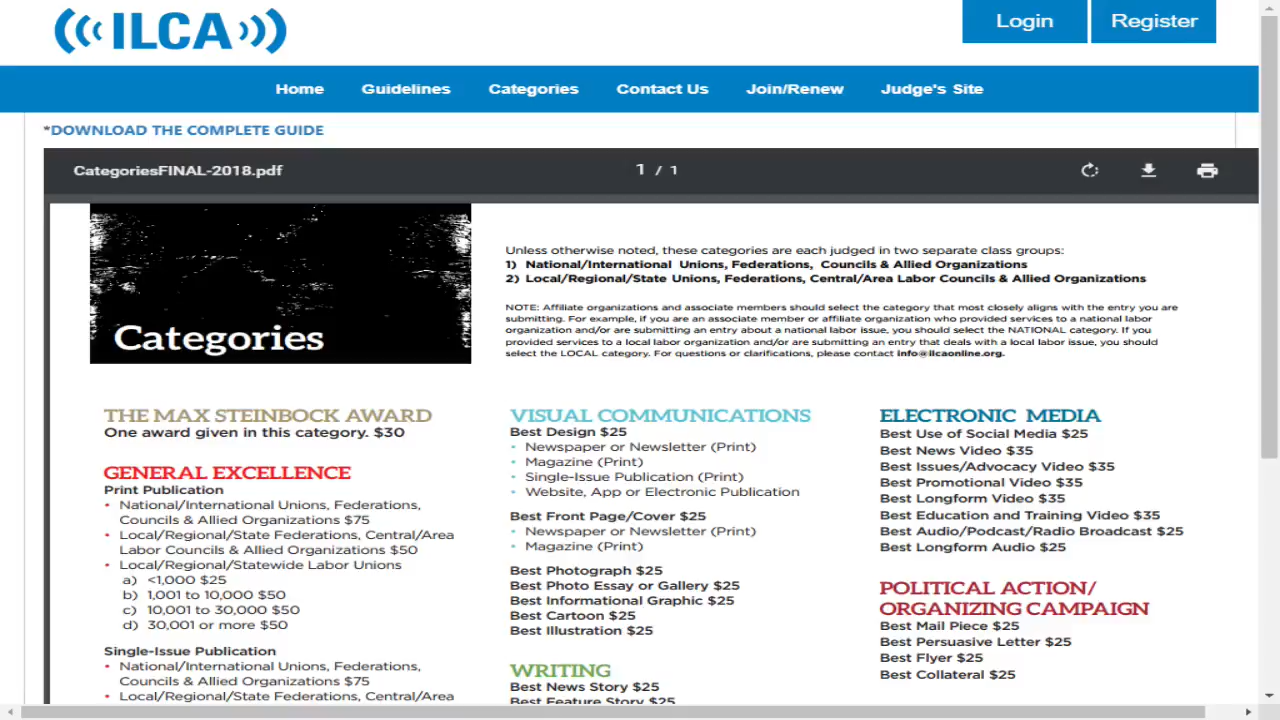 ILCA
Login
Register
Home
Guidelines
Categories
Contact Us
Join/Renew
Judge's Site
*DOWNLOAD THE COMPLETE GUIDE
CategoriesFINAL-2018.pdf
1 / 1
Categories
Unless otherwise noted, these categories are each judged in two separate class groups:
1) National/International Unions, Federations, Councils & Allied Organizations
2) Local/Regional/State Unions, Federations, Central/Area Labor Councils & Allied Organizations
NOTE: Affiliate organizations and associate members should select the category that most closely aligns with the entry you are
submitting. For example, if you are an associate member or affiliate organization who provided services to a national labor
organization and/or are submitting an entry about a national labor issue, you should select the NATIONAL category. If you
provided services to a local labor organization and/or are submitting an entry that deals with a local labor issue, you should
select the LOCAL category. For questions or clarifications, please contact info@ilcaonline.org.
THE MAX STEINBOCK AWARD
One award given in this category. $30
GENERAL EXCELLENCE
Print Publication
• National/International Unions, Federations,
Councils & Allied Organizations $75
• Local/Regional/State Federations, Central/Area
Labor Councils & Allied Organizations $50
• Local/Regional/Statewide Labor Unions
a) <1,000 $25
b) 1,001 to 10,000 $50
c) 10,001 to 30,000 $50
d) 30,001 or more $50
Single-Issue Publication
• National/International Unions, Federations,
Councils & Allied Organizations $75
• Local/Regional/State Federations, Central/Area
VISUAL COMMUNICATIONS
Best Design $25
• Newspaper or Newsletter (Print)
• Magazine (Print)
• Single-Issue Publication (Print)
• Website, App or Electronic Publication
Best Front Page/Cover $25
• Newspaper or Newsletter (Print)
• Magazine (Print)
Best Photograph $25
Best Photo Essay or Gallery $25
Best Informational Graphic $25
Best Cartoon $25
Best Illustration $25
WRITING
Best News Story $25
Best Feature Story $25
ELECTRONIC MEDIA
Best Use of Social Media $25
Best News Video $35
Best Issues/Advocacy Video $35
Best Promotional Video $35
Best Longform Video $35
Best Education and Training Video $35
Best Audio/Podcast/Radio Broadcast $25
Best Longform Audio $25
POLITICAL ACTION/
ORGANIZING CAMPAIGN
Best Mail Piece $25
Best Persuasive Letter $25
Best Flyer $25
Best Collateral $25